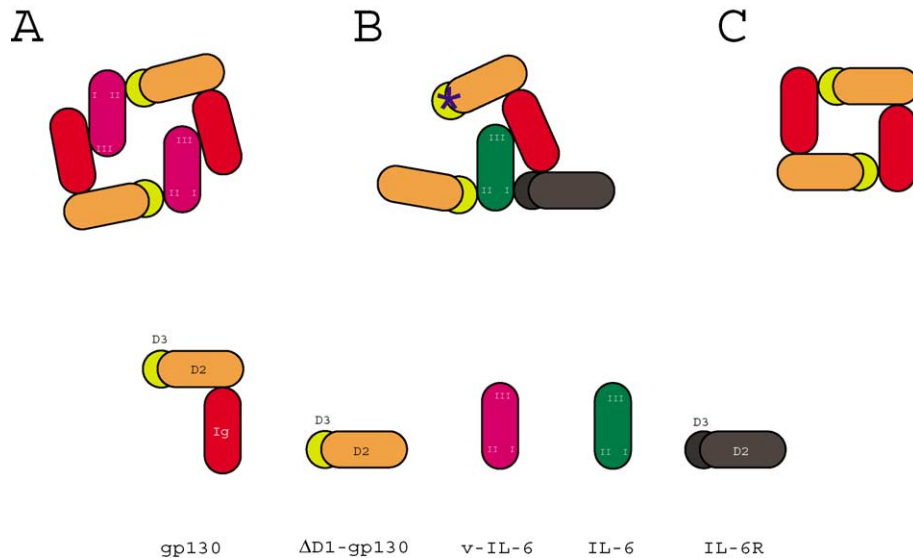 A B C
I II III
III II I
III
II I
*
D3
D2
Ig
D3
D2
III
II I
III
II I
D3
D2
gp130 ΔD1-gp130 v-IL-6 IL-6 IL-6R